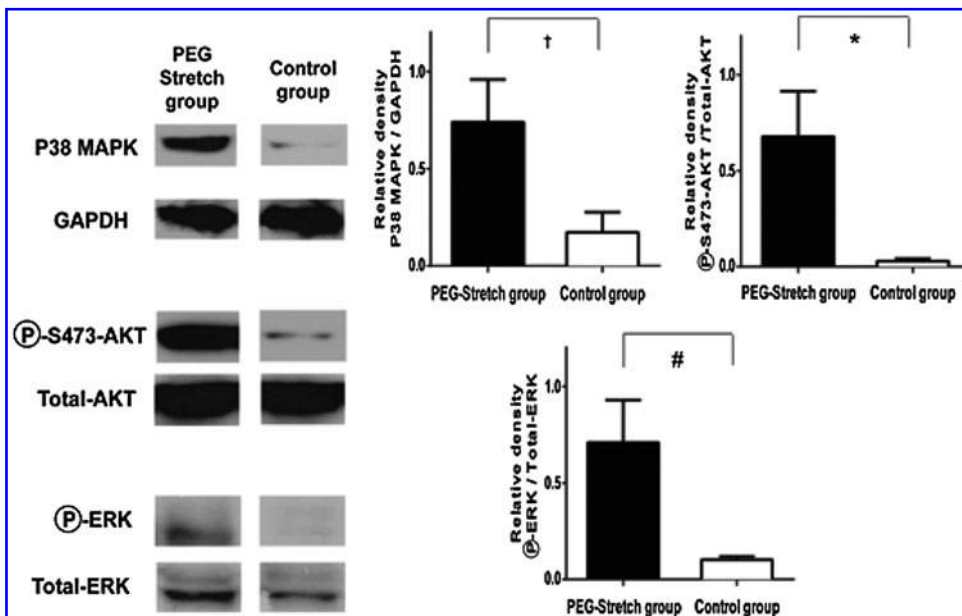 PEG
Stretch
group
Control
group
P38 MAPK
GAPDH
Ⓟ-S473-AKT
Total-AKT
Ⓟ-ERK
Total-ERK
†
Relative density
P38 MAPK / GAPDH
1.0
0.5
0.0
PEG-Stretch group
Control group
*
Relative density
Ⓟ-S473-AKT /Total-AKT
1.0
0.5
0.0
PEG-Stretch group
Control group
#
Relative density
Ⓟ-ERK / Total-ERK
1.0
0.5
0.0
PEG-Stretch group
Control group